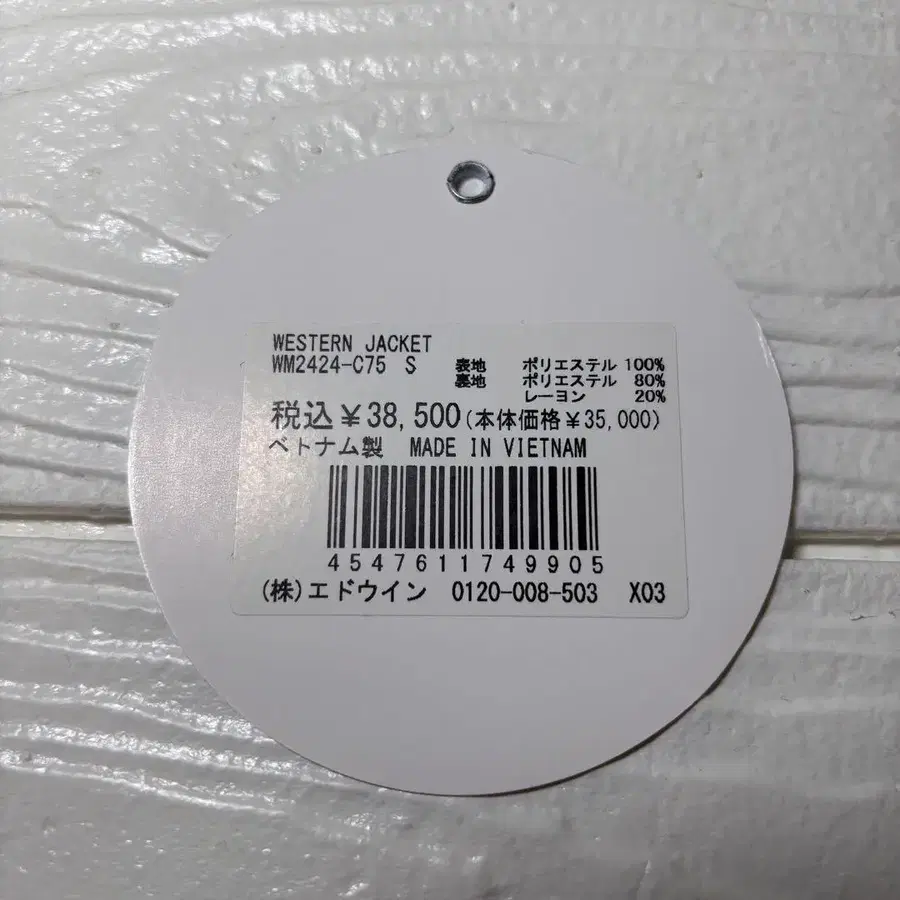 WESTERN JACKET
WM2424-C75 S 表地 ポリエステル 100%
裏地 ポリエステル 80%
レーヨン 20%
税込¥38,500(本体価格¥35,000)
ベトナム製 MADE IN VIETNAM
4547611749905
(株)エドウイン 0120-008-503 X03